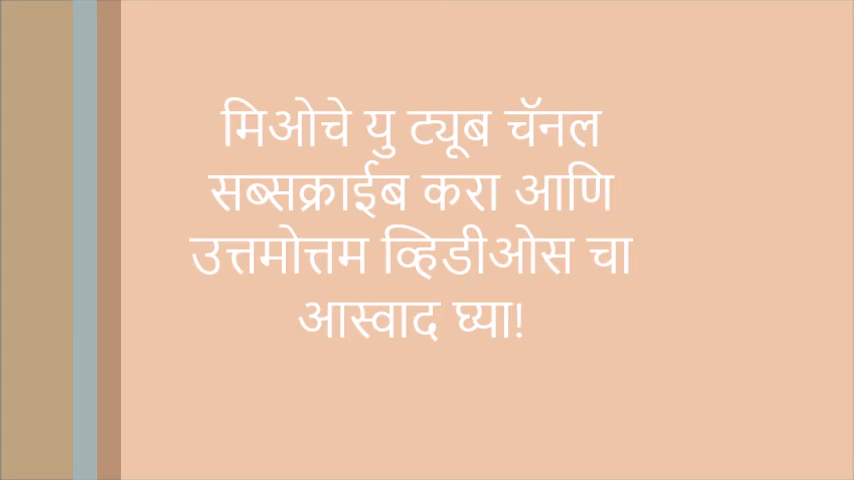 मिओचे यु ट्यूब चॅनल
सब्सक्राईब करा आणि
उत्तमोत्तम व्हिडीओस चा
आस्वाद घ्या!